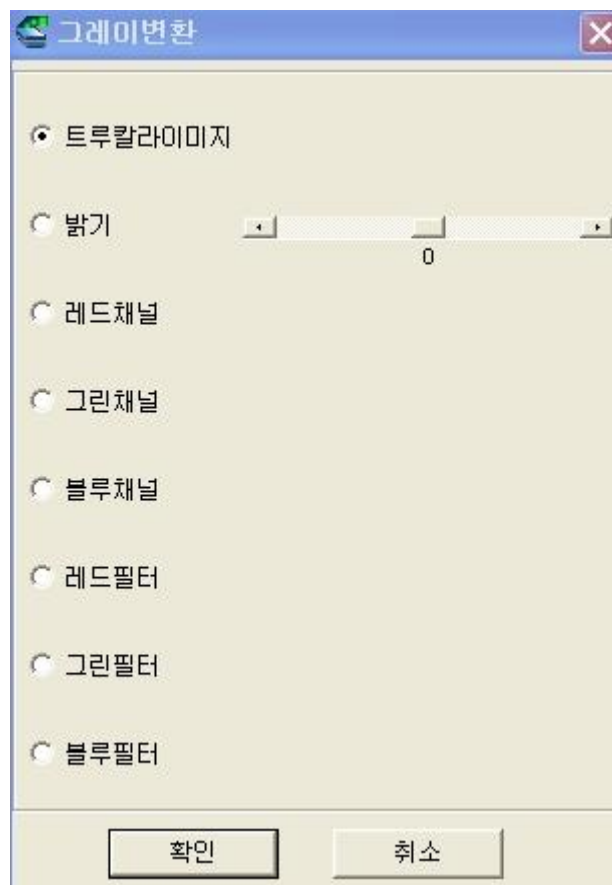 그레이변환
트루칼라이미지
밝기
0
레드채널
그린채널
블루채널
레드필터
그린필터
블루필터
확인 취소